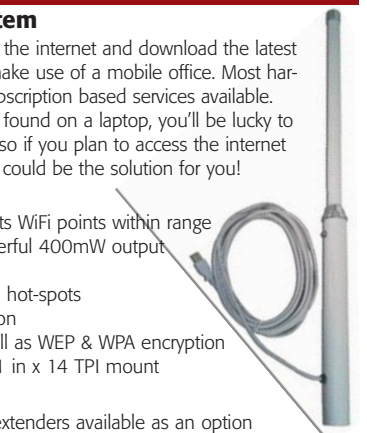 tem
the internet and download the latest
ake use of a mobile office. Most har-
bscription based services available.
found on a laptop, you'll be lucky to
so if you plan to access the internet
could be the solution for you!
ts WiFi points within range
erful 400mW output
hot-spots
on
ll as WEP & WPA encryption
1 in x 14 TPI mount
extenders available as an option